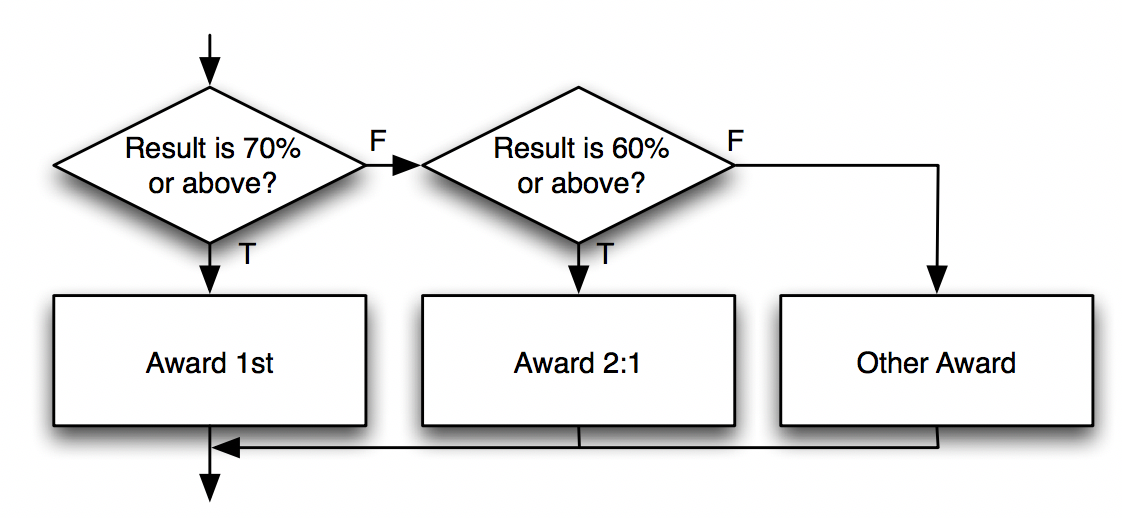 Result is 70%
or above?
F
Result is 60%
or above?
F
T
T
Award 1st
Award 2:1
Other Award